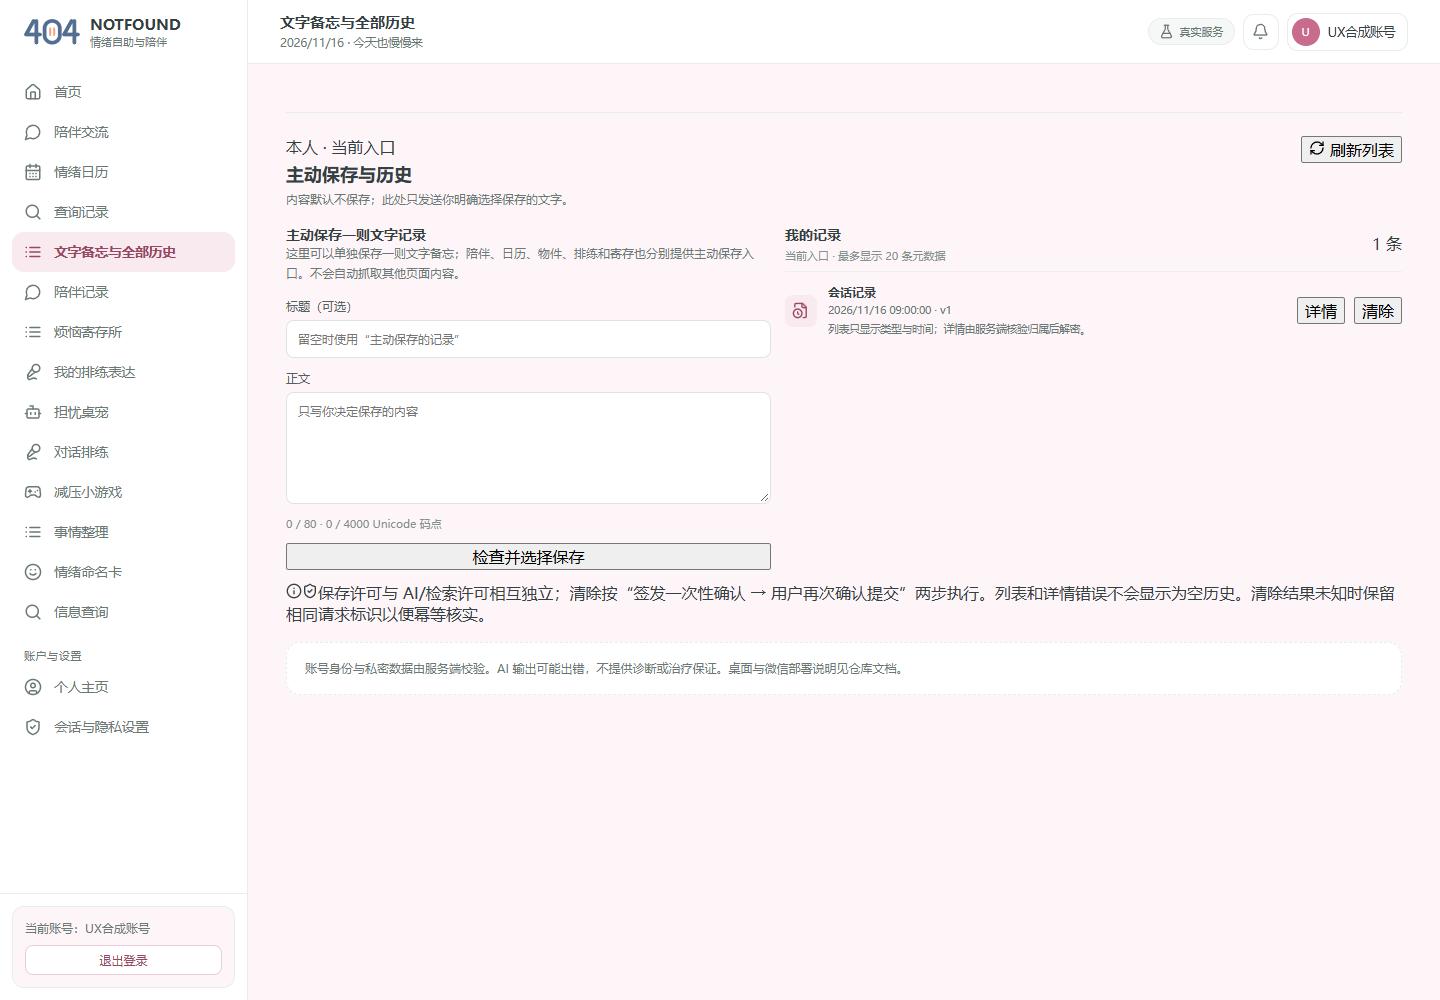 404 NOTFOUND
情绪自助与陪伴
首页
陪伴交流
情绪日历
查询记录
文字备忘与全部历史
陪伴记录
烦恼寄存所
我的排练表达
担忧桌宠
对话排练
减压小游戏
事情整理
情绪命名卡
信息查询
账户与设置
个人主页
会话与隐私设置
当前账号：UX合成账号
退出登录
文字备忘与全部历史
2026/11/16 · 今天也慢慢来
真实服务
U
UX合成账号
本人 · 当前入口
主动保存与历史
内容默认不保存；此处只发送你明确选择保存的文字。
刷新列表
主动保存一则文字记录
这里可以单独保存一则文字备忘；陪伴、日历、物件、排练和寄存也分别提供主动保存入
口。不会自动抓取其他页面内容。
标题（可选）
留空时使用“主动保存的记录”
正文
只写你决定保存的内容
0 / 80 · 0 / 4000 Unicode 码点
检查并选择保存
我的记录
当前入口 · 最多显示 20 条元数据
1 条
会话记录
2026/11/16 09:00:00 · v1
列表只显示类型与时间；详情由服务端核验归属后解密。
详情
清除
保存许可与 AI/检索许可相互独立；清除按“签发一次性确认 → 用户再次确认提交”两步执行。列表和详情错误不会显示为空历史。清除结果未知时保留
相同请求标识以便幂等核实。
账号身份与私密数据由服务端校验。AI 输出可能出错，不提供诊断或治疗保证。桌面与微信部署说明见仓库文档。